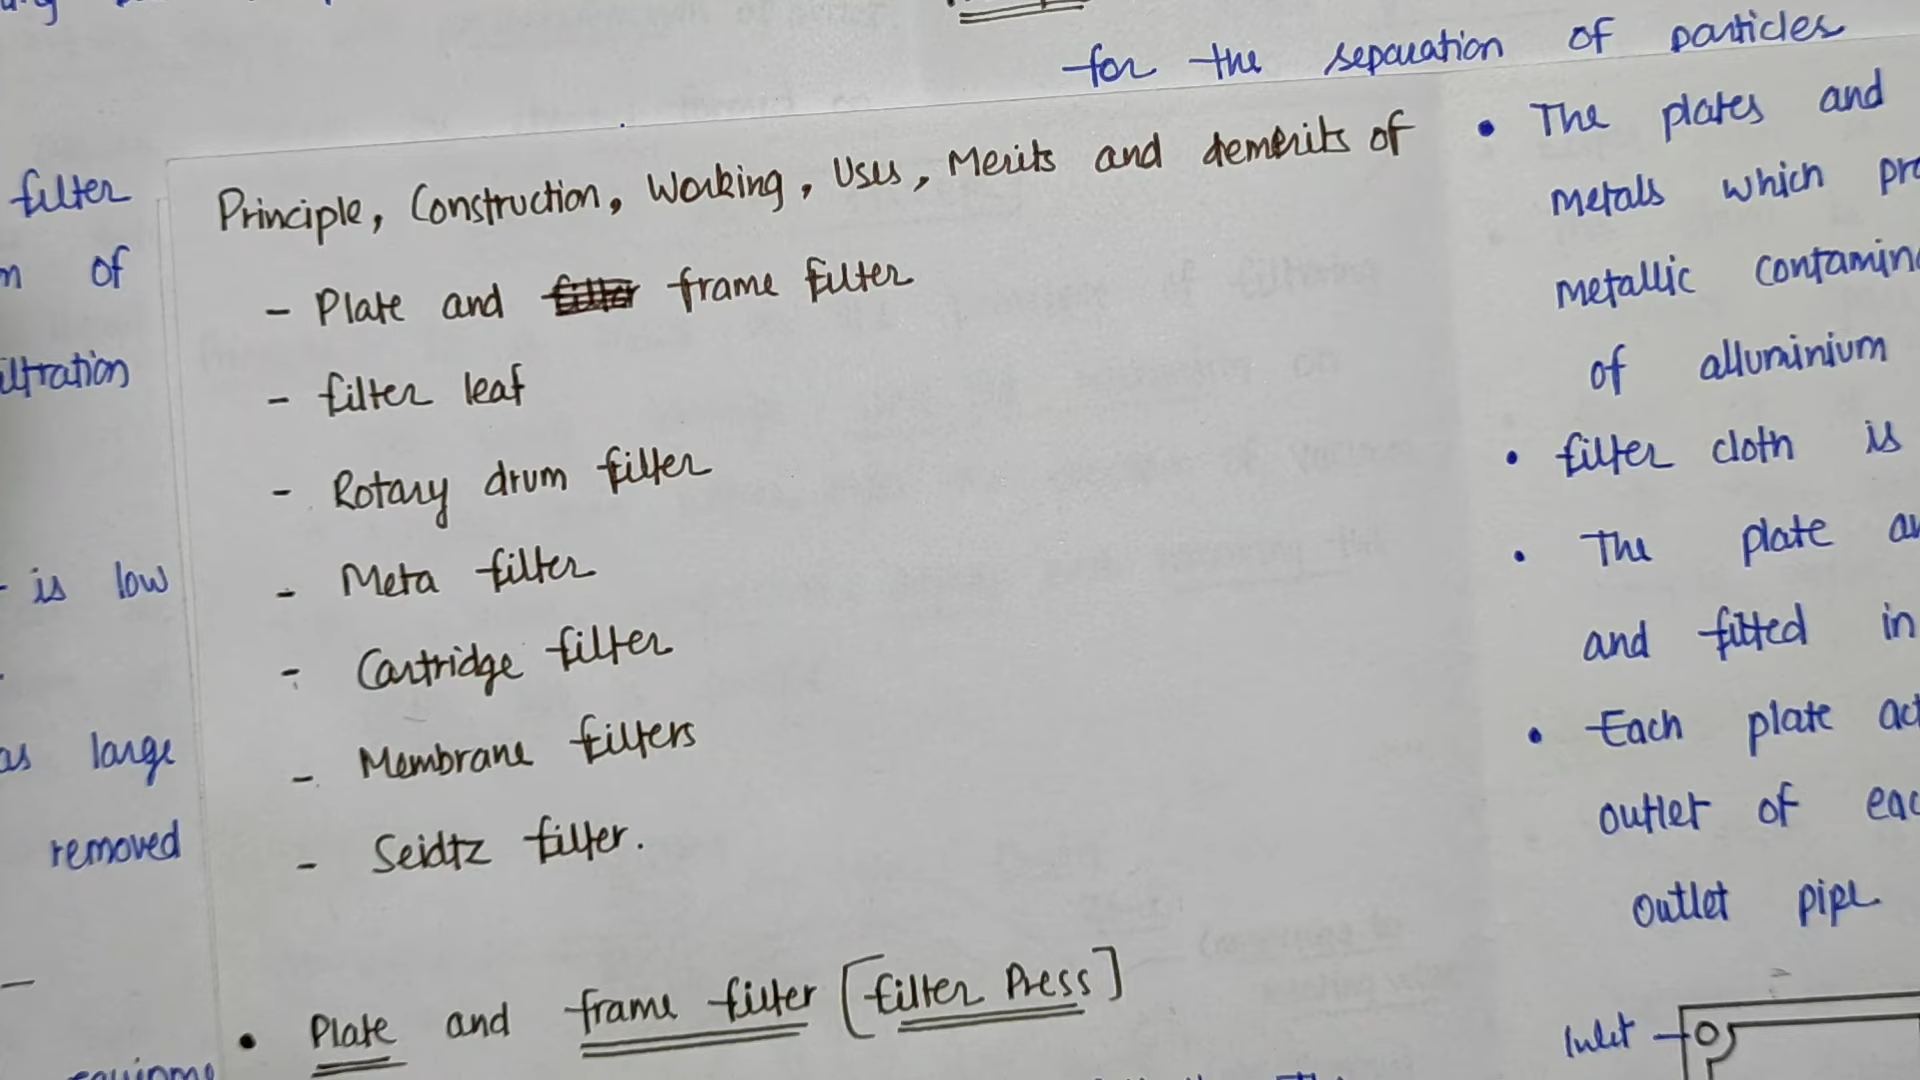 for the separation of particles
filter
of
is low
as large
removed
Principle, Construction, Working, Uses, Merits and demerits of
- Plate and frame filter
- filter leaf
- Rotary drum filter
- Meta filter
- Cartridge filter
- Membrane filters
- Seidtz filter.
• Plate and frame filter [filter Press]
• The plates and
metals which
metallic
of alluminium
• filter cloth is
• The plate
and fitted in
• Each plate
outlet of
outlet pipe
Inlet